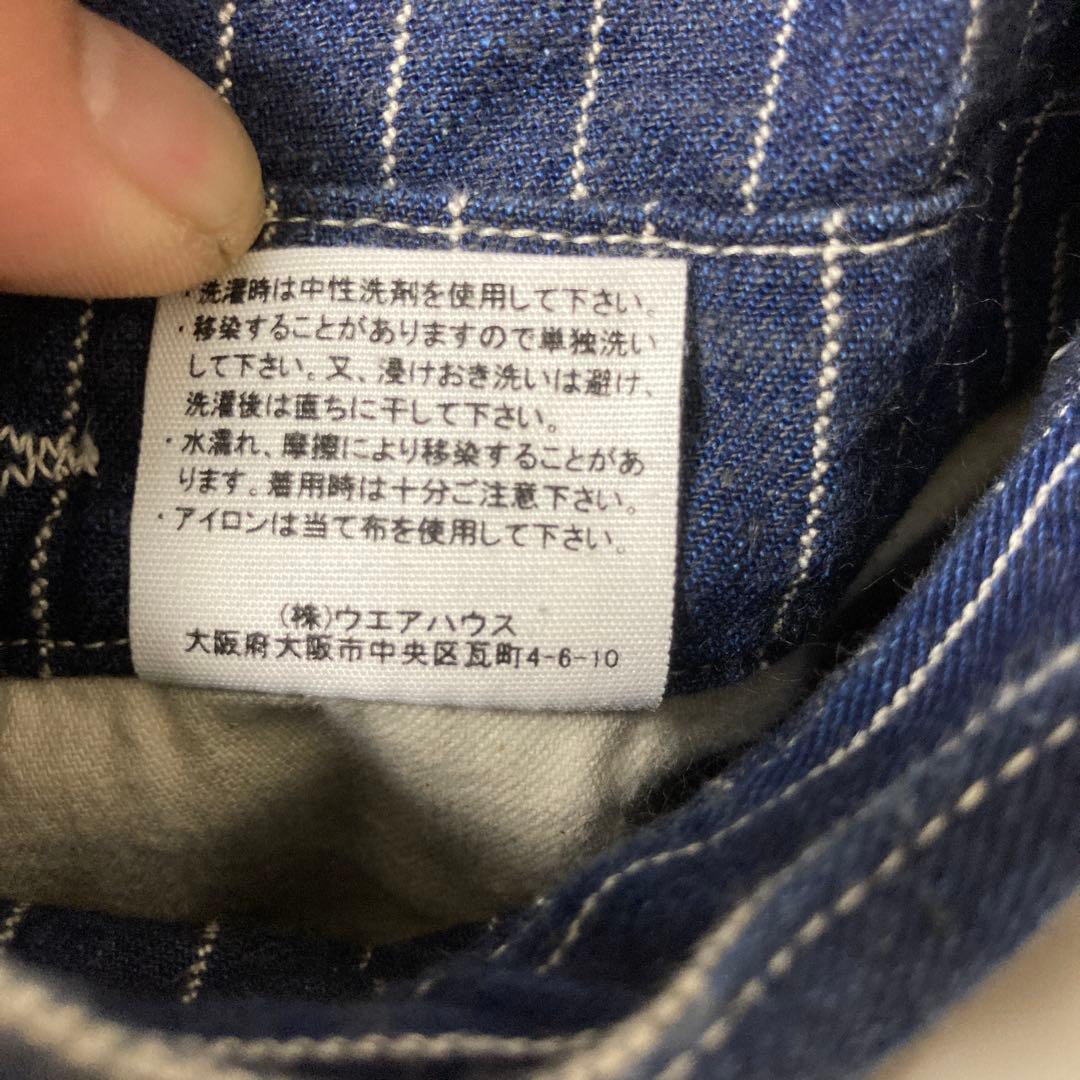 ・洗濯時は中性洗剤を使用して下さい。
・移染することがありますので単独洗い
して下さい。又、浸けおき洗いは避け、
洗濯後は直ちに干して下さい。
・水濡れ、摩擦により移染することがあ
ります。着用時は十分ご注意下さい。
・アイロンは当て布を使用して下さい。
(株)ウエアハウス
大阪府大阪市中央区瓦町4-6-10